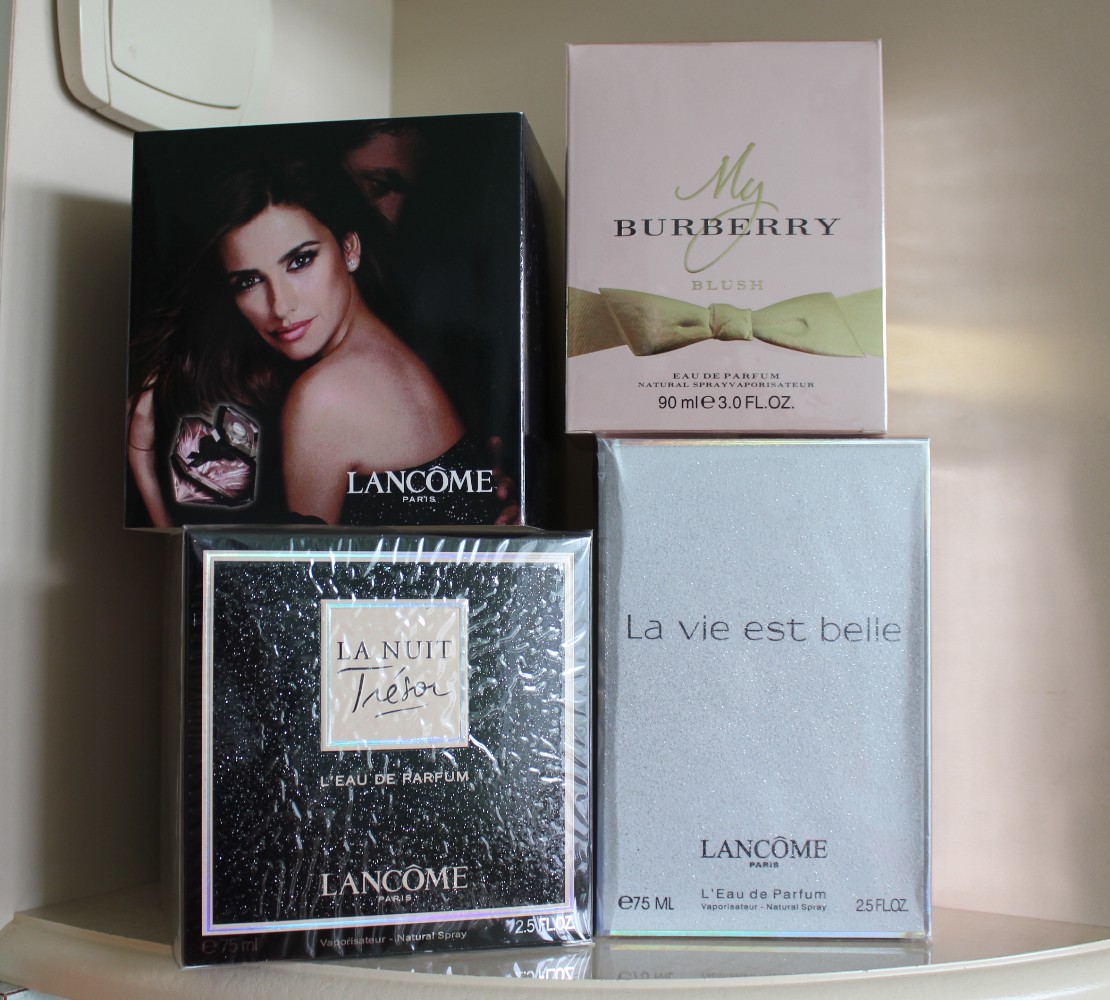 LANCÔME
PARIS
My
BURBERRY
BLUSH
EAU DE PARFUM
NATURAL SPRAYVAPORISATEUR
90 ml e 3.0 FL.OZ.
LA NUIT
Trésor
L'EAU DE PARFUM
LANCÔME
PARIS
e 75 ml Vaporisateur - Natural Spray 2.5 FL.OZ
La vie est belle
LANCÔME
PARIS
L'Eau de Parfum
e 75 ML Vaporisateur - Natural Spray 2.5 FL.OZ.